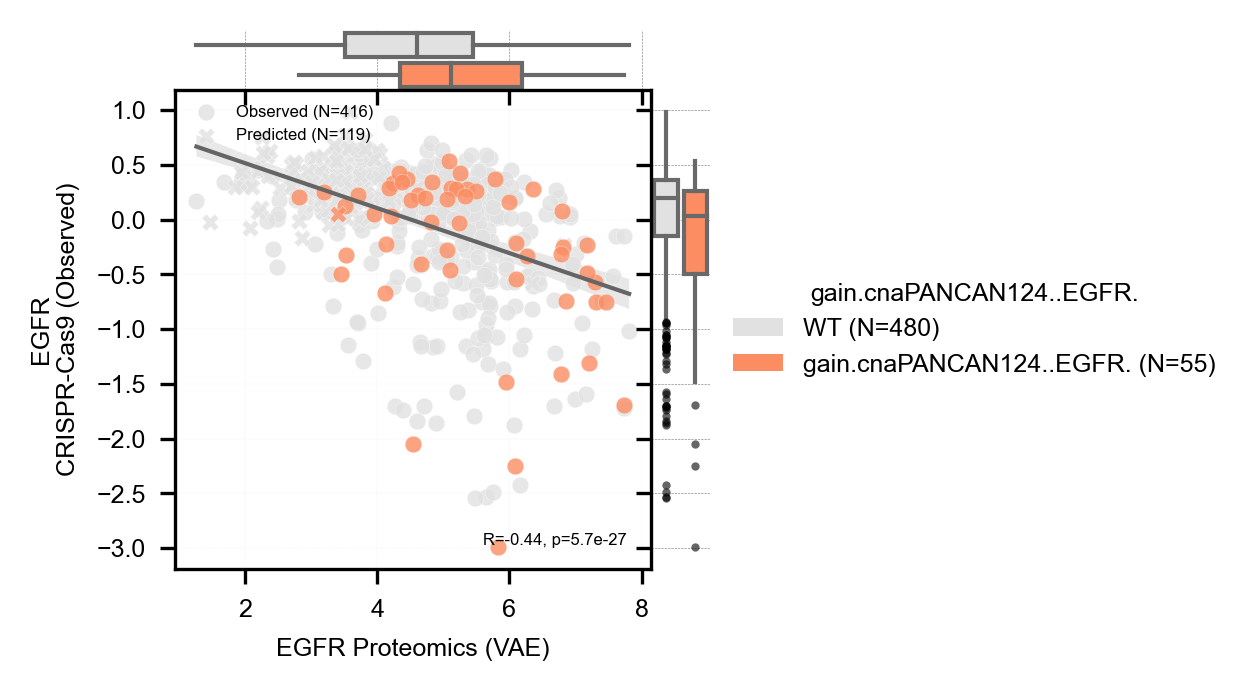 Observed (N=416)
Predicted (N=119)
1.0
0.5
0.0
−0.5
−1.0
−1.5
−2.0
−2.5
−3.0
EGFR
CRISPR-Cas9 (Observed)
R=-0.44, p=5.7e-27
2 4 6 8
EGFR Proteomics (VAE)
gain.cnaPANCAN124..EGFR.
WT (N=480)
gain.cnaPANCAN124..EGFR. (N=55)